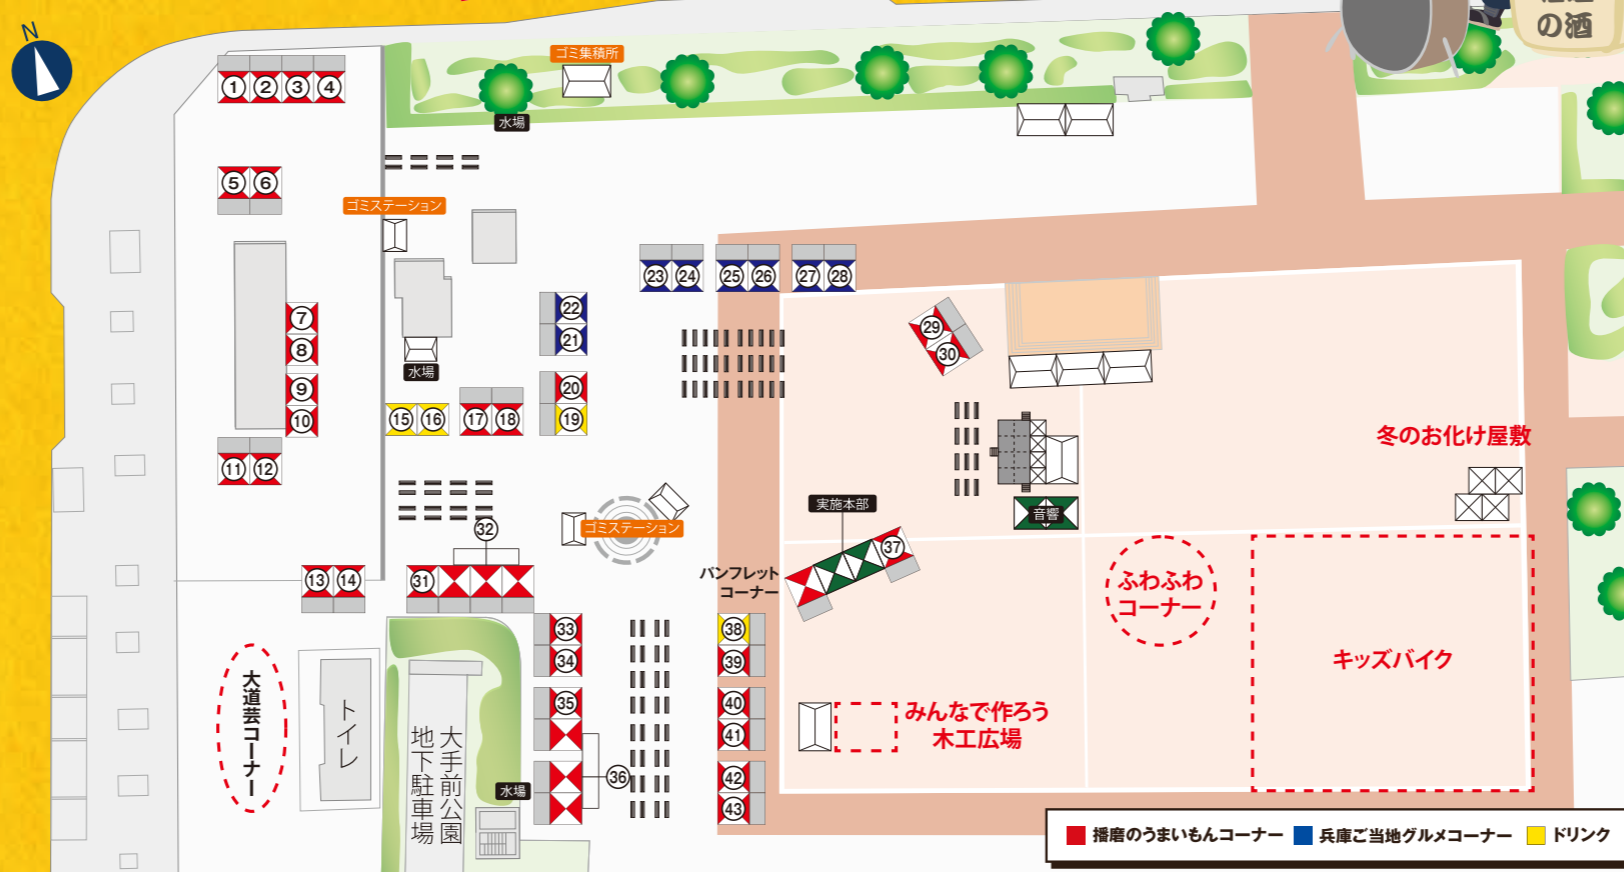 N
の酒
ゴミ集積所
水場
① ② ③ ④
⑤ ⑥
ゴミステーション
⑦
⑧
⑨
⑩
⑪ ⑫
水場
⑮ ⑯
⑰ ⑱
㉒
㉑
⑳
⑲
㉓ ㉔ ㉕ ㉖ ㉗ ㉘
㉙
㉚
音響
冬のお化け屋敷
実施本部
㊲
㉜
ゴミステーション
パンフレット
コーナー
⑬ ⑭
㉛
㉝
㉞
㉟
㊱
㊳
㊴
㊵
㊶
㊷
㊸
ふわふわ
コーナー
キッズバイク
みんなで作ろう
木工広場
大道芸コーナー
トイレ
大手前公園
地下駐車場
水場
播磨のうまいもんコーナー 兵庫ご当地グルメコーナー ドリンク